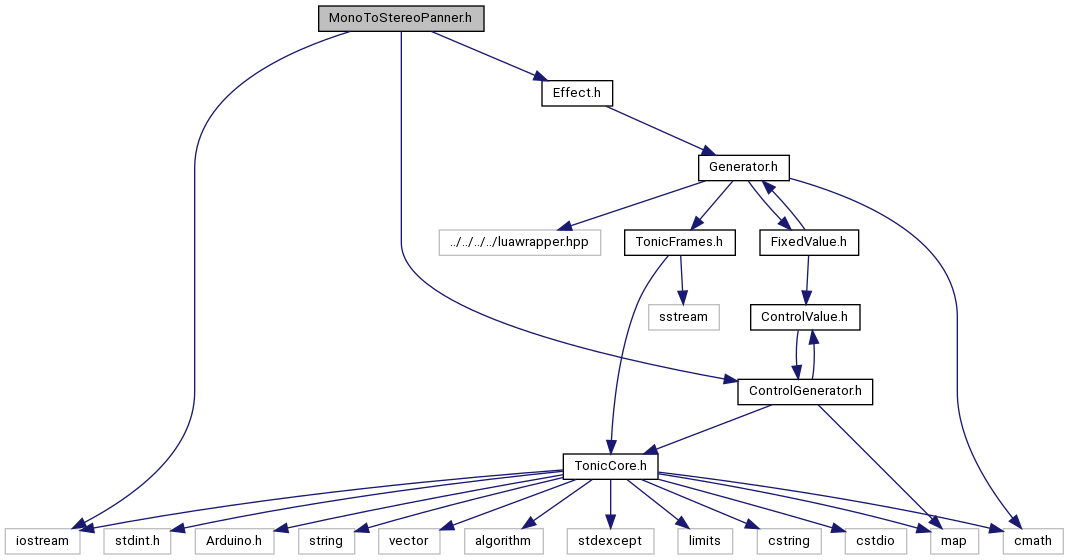 MonoToStereoPanner.h
Effect.h
Generator.h
../../../../luawrapper.hpp
TonicFrames.h
FixedValue.h
sstream
ControlValue.h
ControlGenerator.h
TonicCore.h
iostream
stdint.h
Arduino.h
string
vector
algorithm
stdexcept
limits
cstring
cstdio
map
cmath